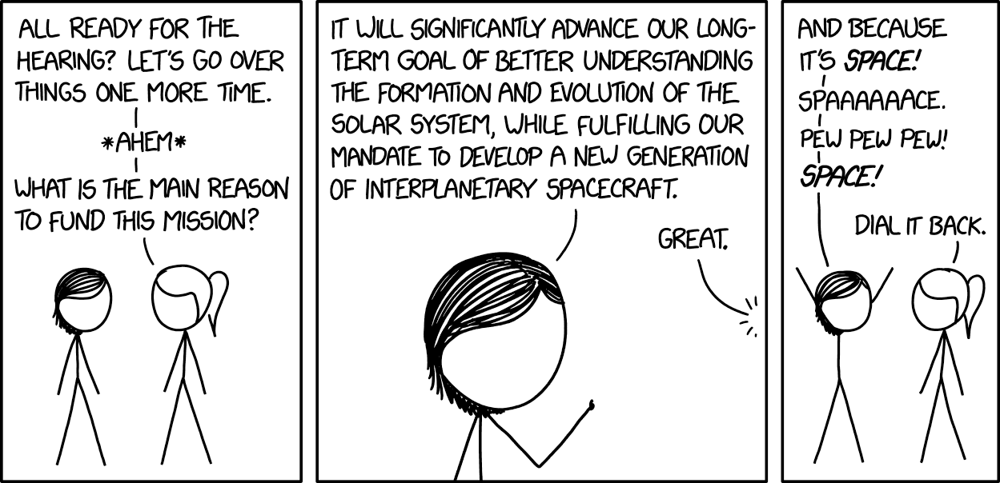 ALL READY FOR THE
HEARING? LET'S GO OVER
THINGS ONE MORE TIME.
*AHEM*
WHAT IS THE MAIN REASON
TO FUND THIS MISSION?
IT WILL SIGNIFICANTLY ADVANCE OUR LONG-
TERM GOAL OF BETTER UNDERSTANDING
THE FORMATION AND EVOLUTION OF THE
SOLAR SYSTEM, WHILE FULFILLING OUR
MANDATE TO DEVELOP A NEW GENERATION
OF INTERPLANETARY SPACECRAFT.
GREAT.
AND BECAUSE
IT'S SPACE!
SPAAAAAACE.
PEW PEW PEW!
SPACE!
DIAL IT BACK.